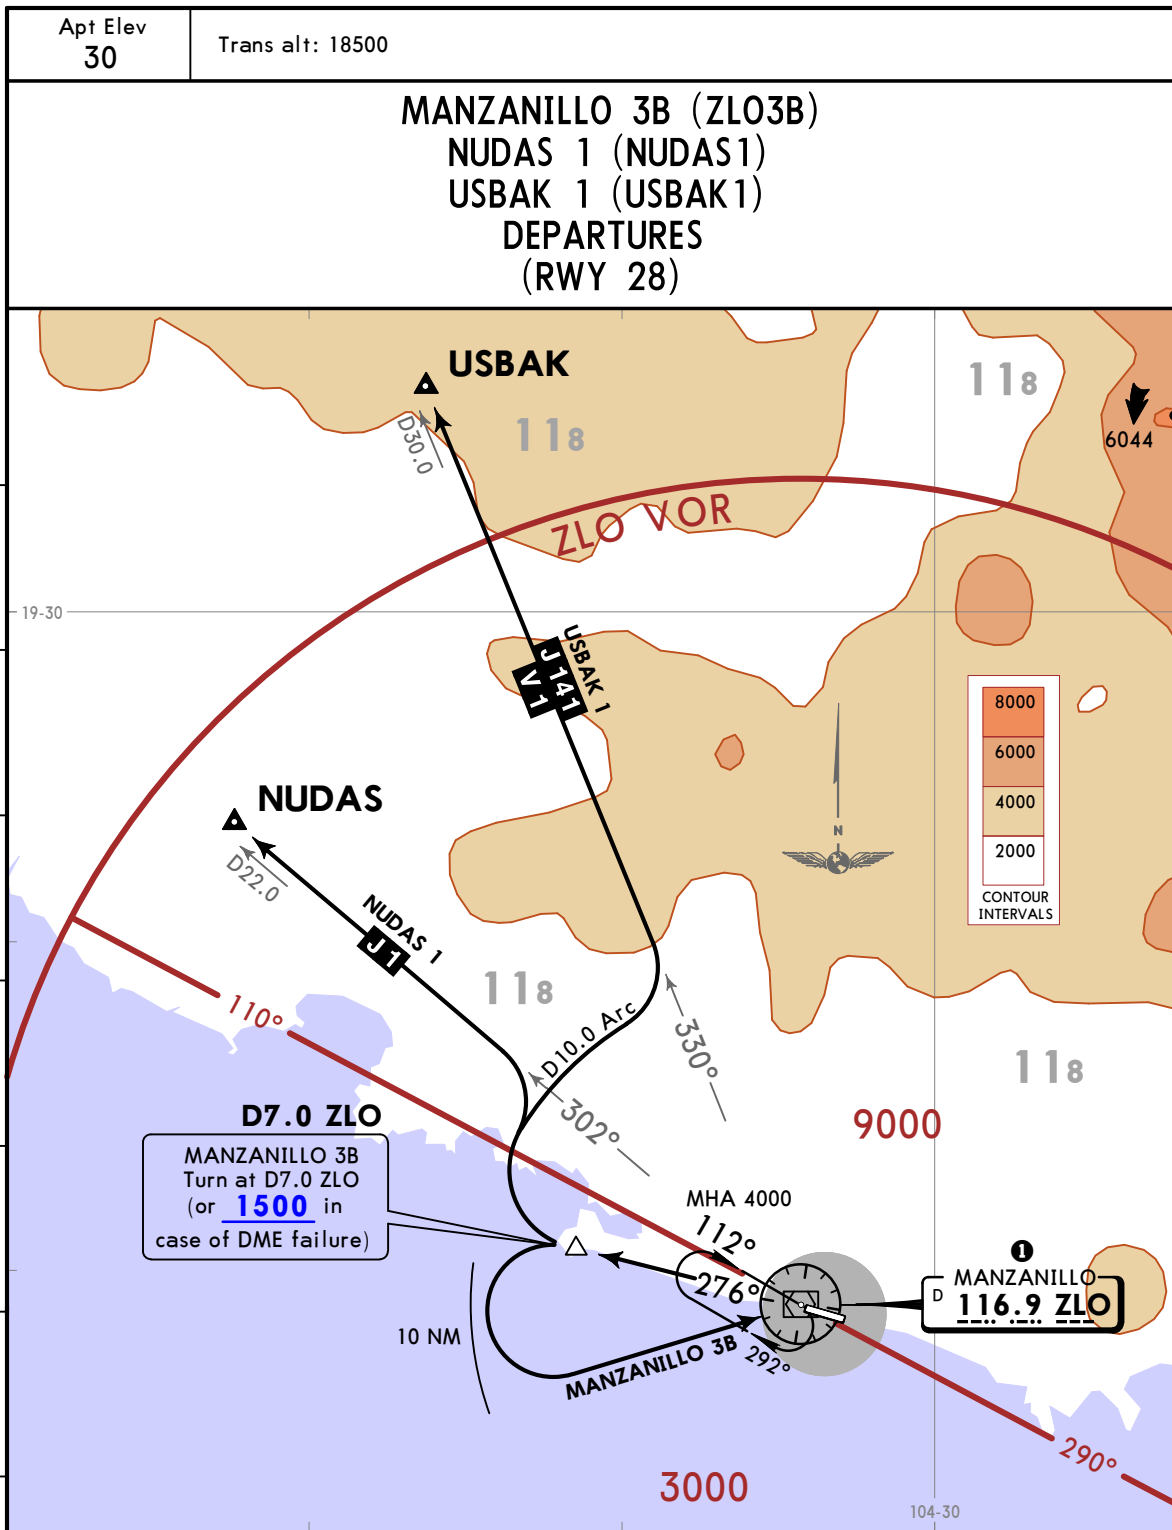 Apt Elev
30
Trans alt: 18500
MANZANILLO 3B (ZLO3B)
NUDAS 1 (NUDAS1)
USBAK 1 (USBAK1)
DEPARTURES
(RWY 28)
USBAK
D30.0
118
118
6044
ZLO VOR
19-30
USBAK 1
J 141
V 1
8000
6000
4000
2000
CONTOUR
INTERVALS
N
NUDAS
D22.0
NUDAS 1
J 1
118
D10.0 Arc
330°
110°
302°
118
9000
D7.0 ZLO
MANZANILLO 3B
Turn at D7.0 ZLO
(or 1500 in
case of DME failure)
MHA 4000
112°
276°
1
MANZANILLO
D 116.9 ZLO
10 NM
MANZANILLO 3B
292°
290°
3000
104-30